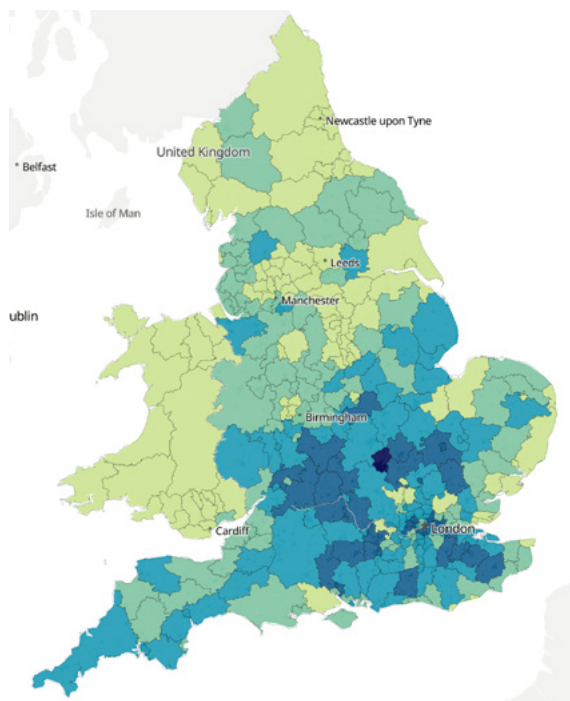 Newcastle upon Tyne
United Kingdom
Belfast
Isle of Man
Leeds
Manchester
ublin
Birmingham
Cardiff
London